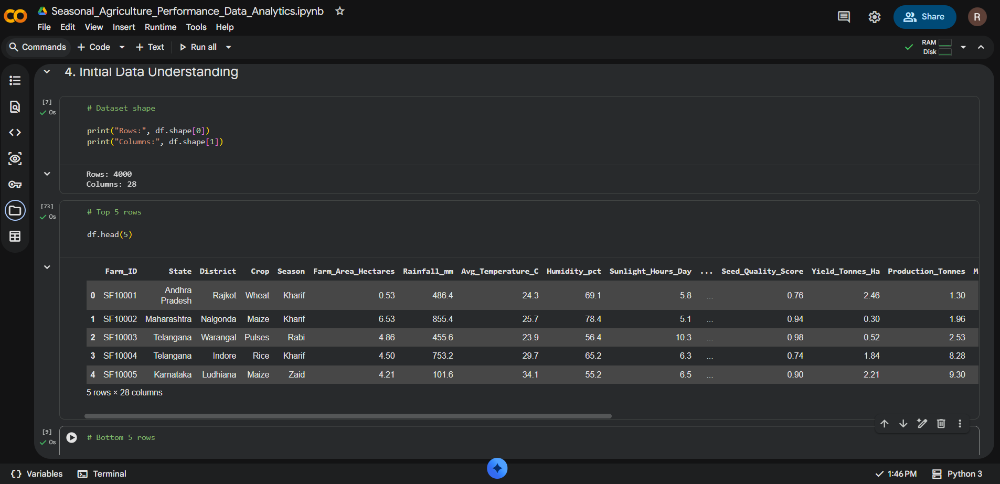 Seasonal_Agriculture_Performance_Data_Analytics.ipynb
File Edit View Insert Runtime Tools Help
Share
R
Commands + Code + Text Run all
RAM
Disk
4. Initial Data Understanding
[7]
0s
# Dataset shape
print("Rows:", df.shape[0])
print("Columns:", df.shape[1])
Rows: 4000
Columns: 28
[73]
0s
# Top 5 rows
df.head(5)
Farm_ID State District Crop Season Farm_Area_Hectares Rainfall_mm Avg_Temperature_C Humidity_pct Sunlight_Hours_Day ... Seed_Quality_Score Yield_Tonnes_Ha Production_Tonnes M
0 SF10001 Andhra Pradesh Rajkot Wheat Kharif 0.53 486.4 24.3 69.1 5.8 ... 0.76 2.46 1.30
1 SF10002 Maharashtra Nalgonda Maize Kharif 6.53 855.4 25.7 78.4 5.1 ... 0.94 0.30 1.96
2 SF10003 Telangana Warangal Pulses Rabi 4.86 455.6 23.9 56.4 10.3 ... 0.98 0.52 2.53
3 SF10004 Telangana Indore Rice Kharif 4.50 753.2 29.7 65.2 6.3 ... 0.74 1.84 8.28
4 SF10005 Karnataka Ludhiana Maize Zaid 4.21 101.6 34.1 55.2 6.5 ... 0.90 2.21 9.30
5 rows × 28 columns
[9]
0s
# Bottom 5 rows
Variables Terminal
1:46 PM Python 3